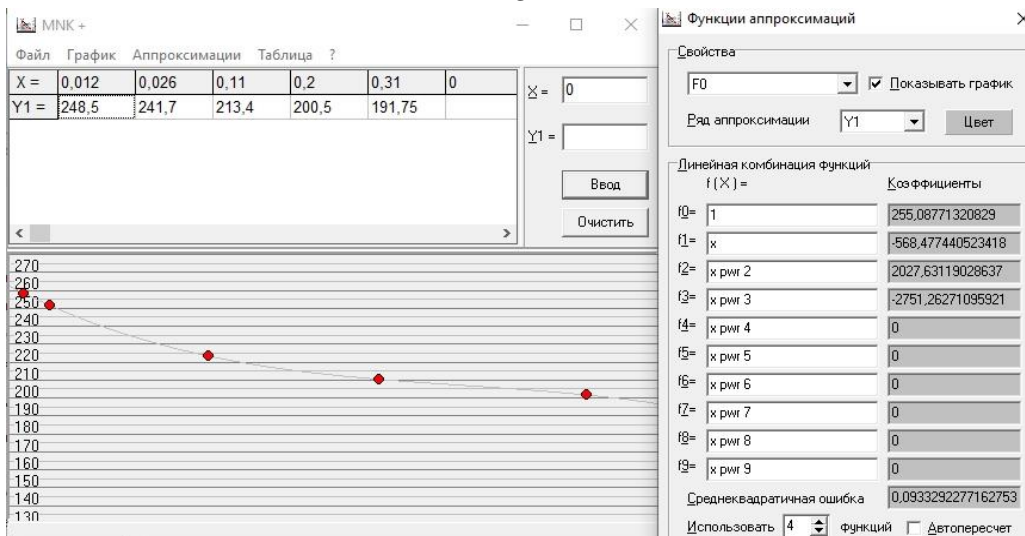 MNK +
Файл График Аппроксимации Таблица ?
X = 0,012 0,026 0,11 0,2 0,31 0
Y1 = 248,5 241,7 213,4 200,5 191,75
X = 0
Y1 =
Ввод
Очистить
270
260
250
240
230
220
210
200
190
180
170
160
150
140
130
Функции аппроксимаций
Свойства
F0 Показывать график
Ряд аппроксимации Y1 Цвет
Линейная комбинация функций
f ( X ) = Коэффициенты
f0= 1 255,08771320829
f1= x -568,477440523418
f2= x pwr 2 2027,63119028637
f3= x pwr 3 -2751,26271095921
f4= x pwr 4 0
f5= x pwr 5 0
f6= x pwr 6 0
f7= x pwr 7 0
f8= x pwr 8 0
f9= x pwr 9 0
Среднеквадратичная ошибка 0,0933292277162753
Использовать 4 функций Автопересчет